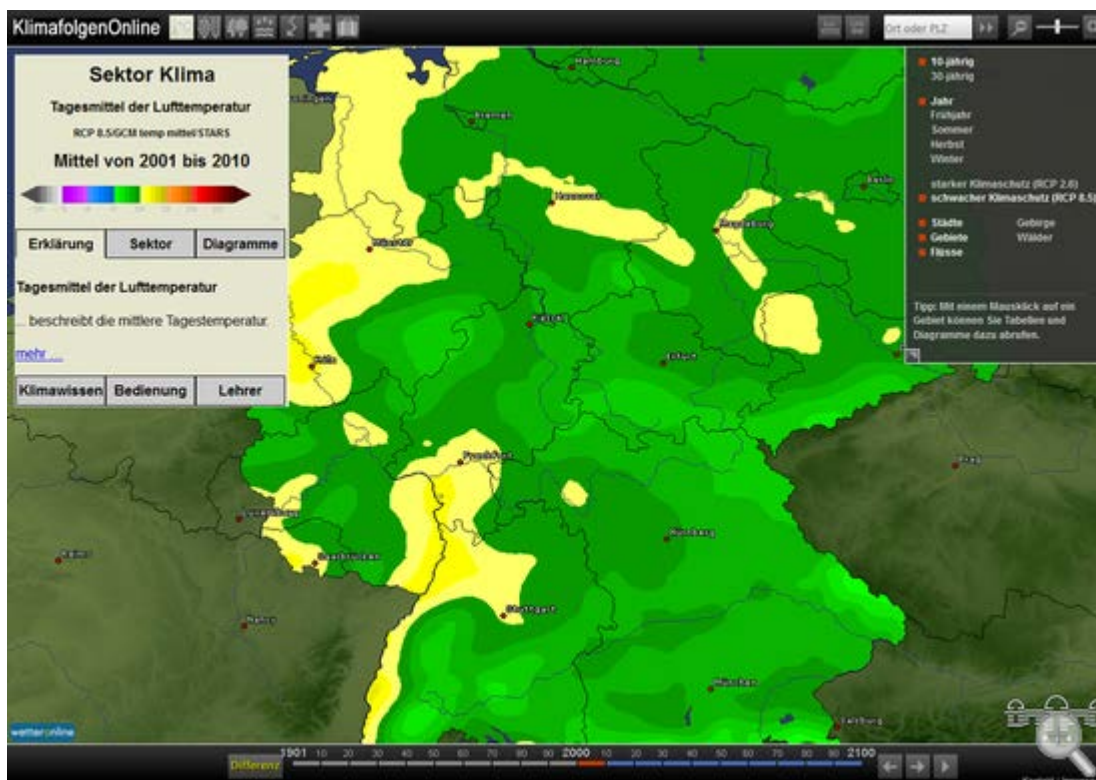 KlimafolgenOnline
Ort oder PLZ
Sektor Klima
Tagesmittel der Lufttemperatur
RCP 8.5/GCM temp mittel/STARS
Mittel von 2001 bis 2010
Erklärung Sektor Diagramme
Tagesmittel der Lufttemperatur
... beschreibt die mittlere Tagestemperatur.
mehr ...
Klimawissen Bedienung Lehrer
10-jährig
30-jährig
Jahr
Frühjahr
Sommer
Herbst
Winter
starker Klimaschutz (RCP 2.6)
schwacher Klimaschutz (RCP 8.5)
Städte Gebirge
Gebiete Wälder
Flüsse
Tipp: Mit einem Mausklick auf ein
Gebiet können Sie Tabellen und
Diagramme dazu abrufen.
Hamburg
Bremen
Berlin
Hannover
Magdeburg
Münster
Kassel
Köln
Erfurt
Frankfurt
Prag
Luxemburg
Nürnberg
Reims
Saarbrücken
Stuttgart
Nancy
München
Salzburg
wetteronline
Differenz
1901 10 20 30 40 50 60 70 80 90 2000 10 20 30 40 50 60 70 80 90 2100